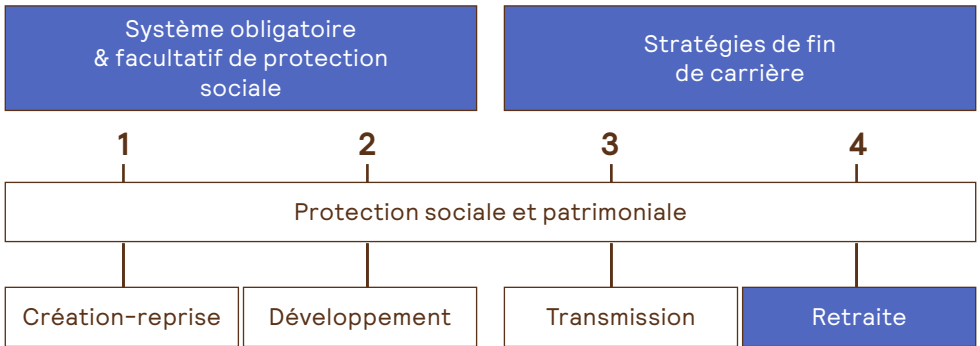 Système obligatoire
& facultatif de protection
sociale
Stratégies de fin
de carrière
1
2
3
4
Protection sociale et patrimoniale
Création-reprise
Développement
Transmission
Retraite